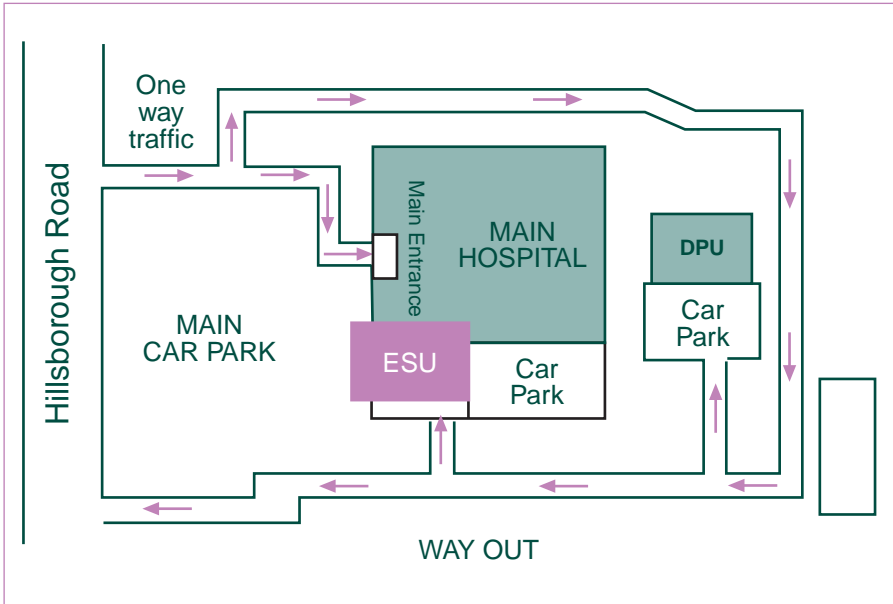 One
way
traffic
Hillsborough Road
Main Entrance
MAIN
HOSPITAL
DPU
Car
Park
MAIN
CAR PARK
ESU
Car
Park
WAY OUT